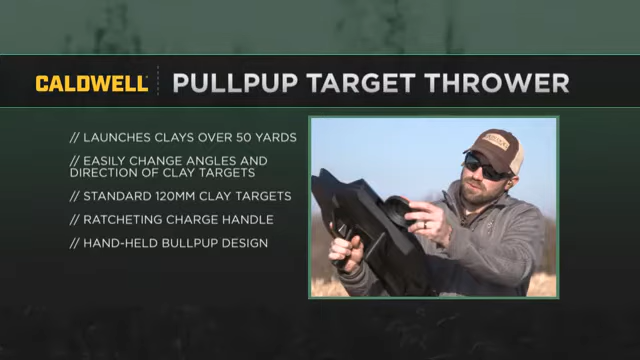 CALDWELL
PULLPUP TARGET THROWER
// LAUNCHES CLAYS OVER 50 YARDS
// EASILY CHANGE ANGLES AND
DIRECTION OF CLAY TARGETS
// STANDARD 120MM CLAY TARGETS
// RATCHETING CHARGE HANDLE
// HAND-HELD BULLPUP DESIGN